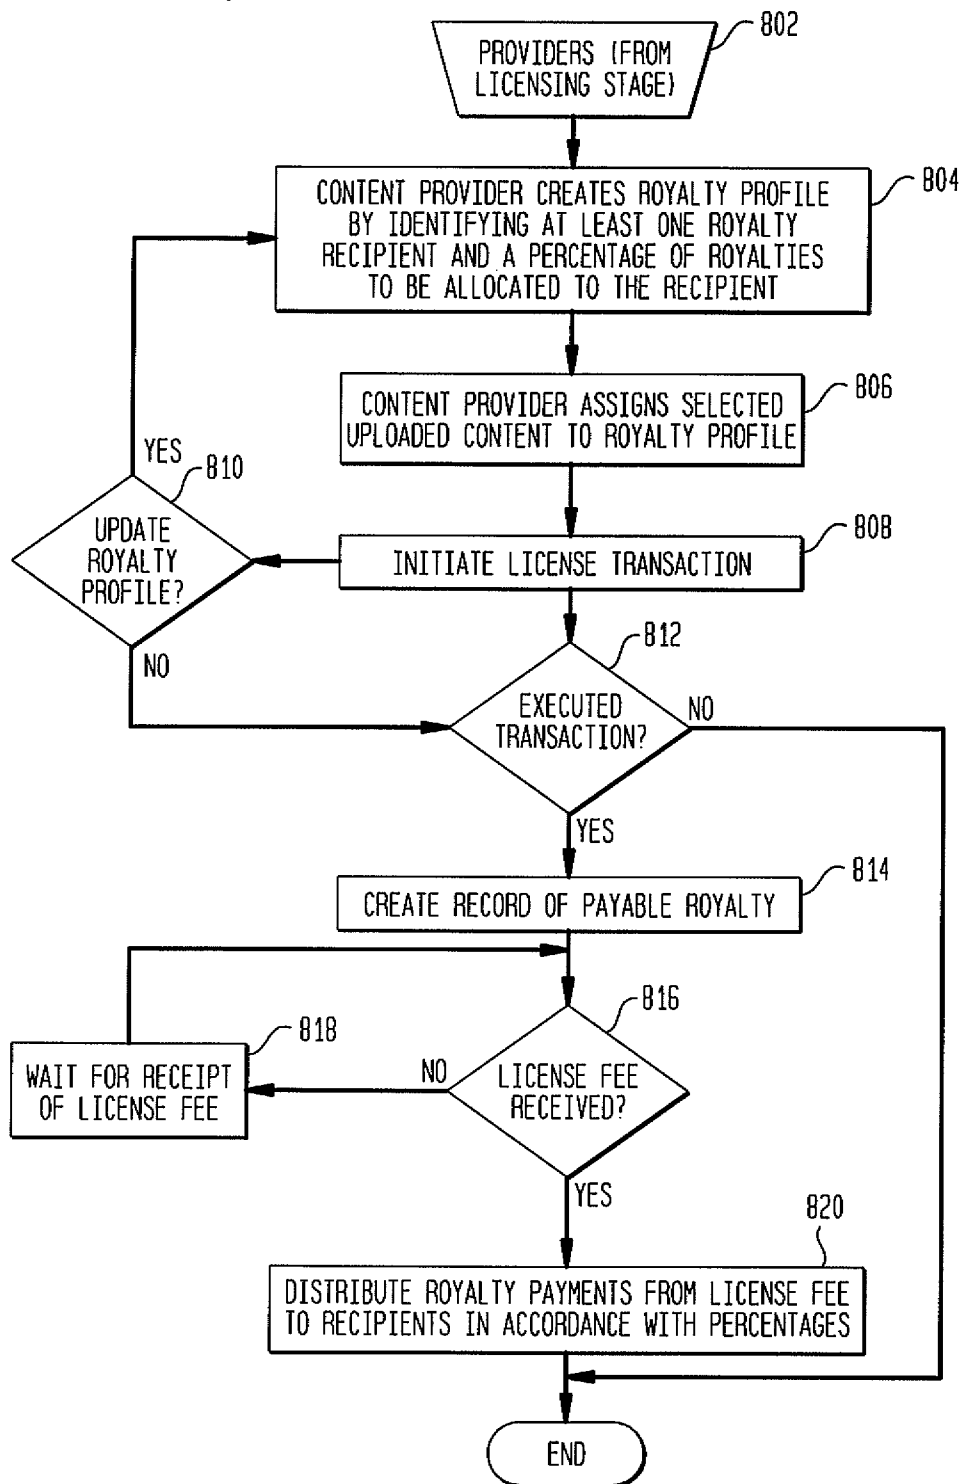 802
PROVIDERS (FROM
LICENSING STAGE)
804
CONTENT PROVIDER CREATES ROYALTY PROFILE
BY IDENTIFYING AT LEAST ONE ROYALTY
RECIPIENT AND A PERCENTAGE OF ROYALTIES
TO BE ALLOCATED TO THE RECIPIENT
806
CONTENT PROVIDER ASSIGNS SELECTED
UPLOADED CONTENT TO ROYALTY PROFILE
YES
810
UPDATE
ROYALTY
PROFILE?
NO
808
INITIATE LICENSE TRANSACTION
812
EXECUTED
TRANSACTION?
NO
YES
814
CREATE RECORD OF PAYABLE ROYALTY
816
LICENSE FEE
RECEIVED?
NO
818
WAIT FOR RECEIPT
OF LICENSE FEE
YES
820
DISTRIBUTE ROYALTY PAYMENTS FROM LICENSE FEE
TO RECIPIENTS IN ACCORDANCE WITH PERCENTAGES
END